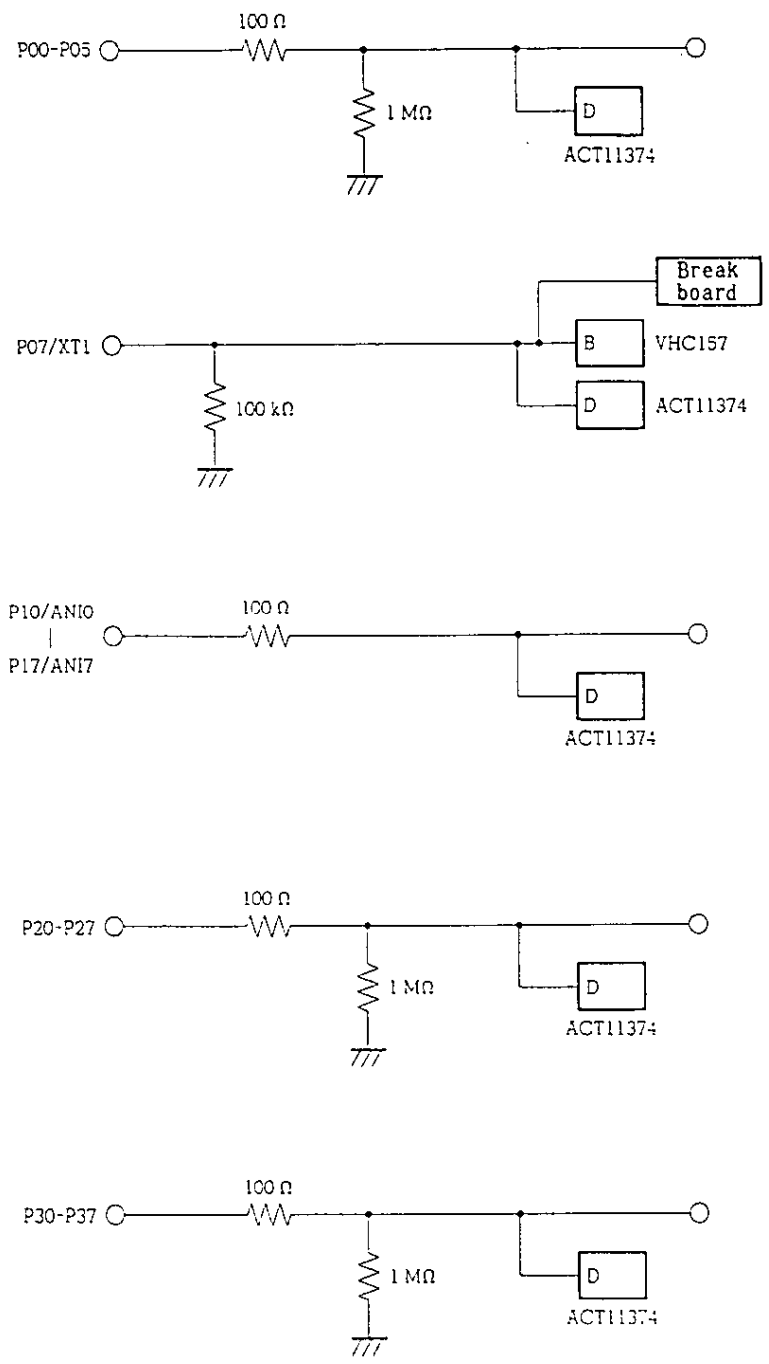 100 Ω
P00-P05
1 MΩ
D
ACT11374
Break
board
P07/XT1
B
VHC157
100 kΩ
D
ACT11374
P10/ANI0
100 Ω
P17/ANI7
D
ACT11374
100 Ω
P20-P27
1 MΩ
D
ACT11374
100 Ω
P30-P37
1 MΩ
D
ACT11374